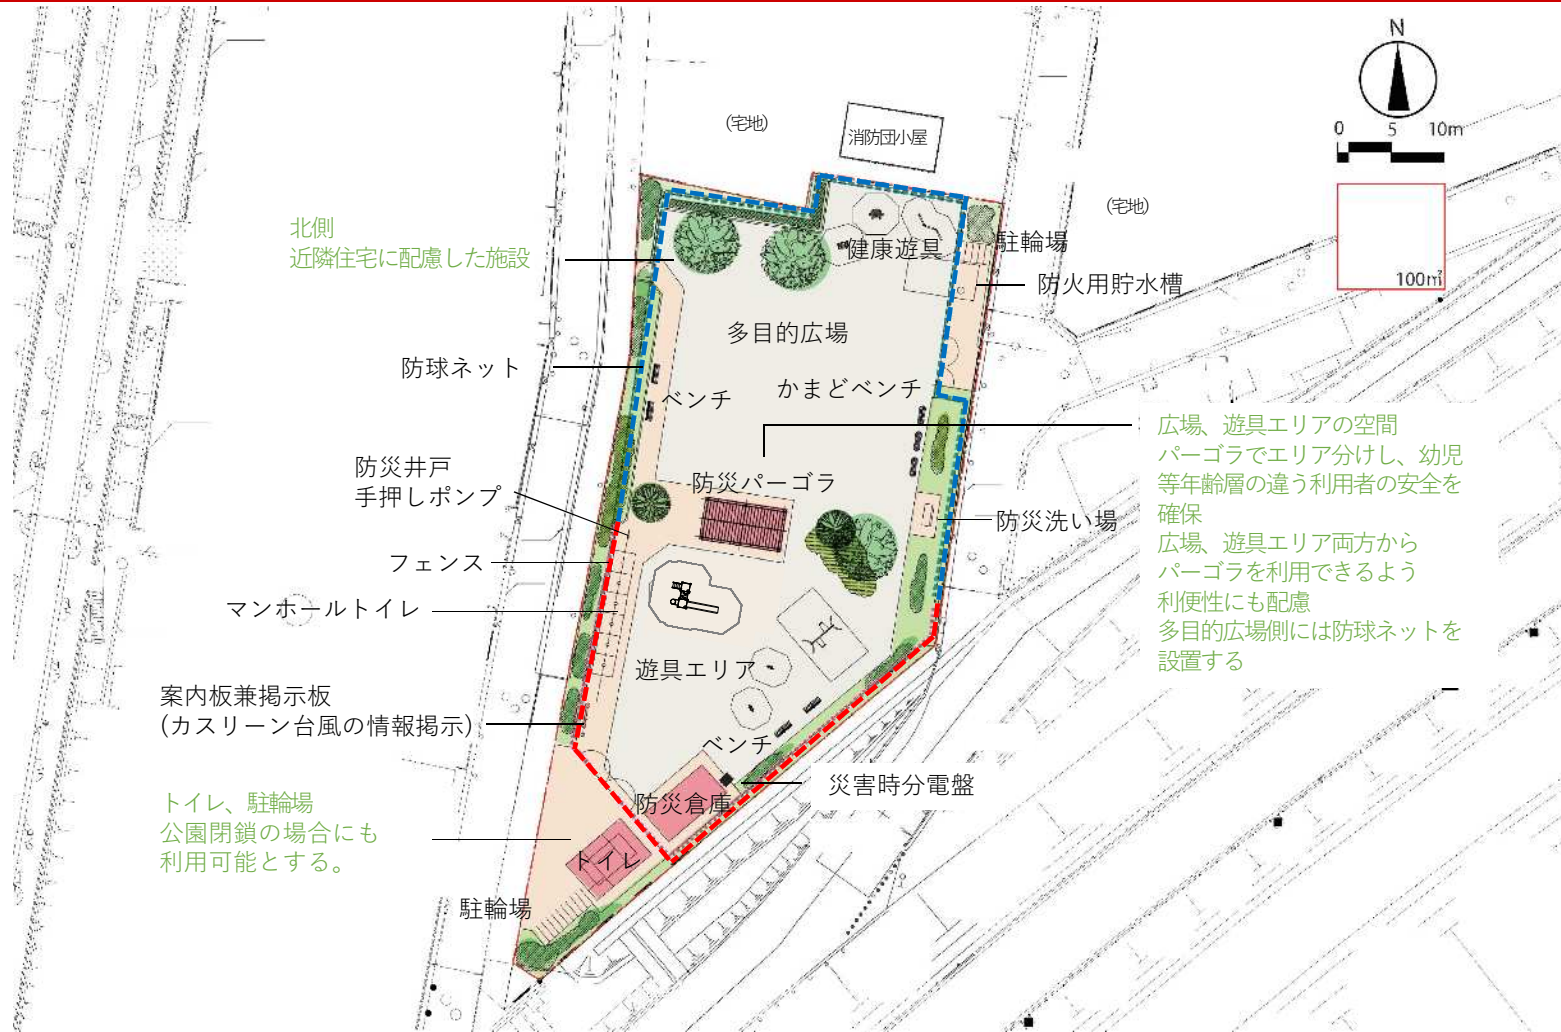 N
0 5 10m
100㎡
(宅地)
消防団小屋
(宅地)
北側
近隣住宅に配慮した施設
健康遊具
駐輪場
防火用貯水槽
多目的広場
防球ネット
ベンチ
かまどベンチ
広場、遊具エリアの空間
パーゴラでエリア分けし、幼児
等年齢層の違う利用者の安全を
確保
広場、遊具エリア両方から
パーゴラを利用できるよう
利便性にも配慮
多目的広場側には防球ネットを
設置する
防災井戸
手押しポンプ
防災パーゴラ
防災洗い場
フェンス
マンホールトイレ
遊具エリア
案内板兼掲示板
(カスリーン台風の情報掲示)
ベンチ
災害時分電盤
防災倉庫
トイレ、駐輪場
公園閉鎖の場合にも
利用可能とする。
トイレ
駐輪場